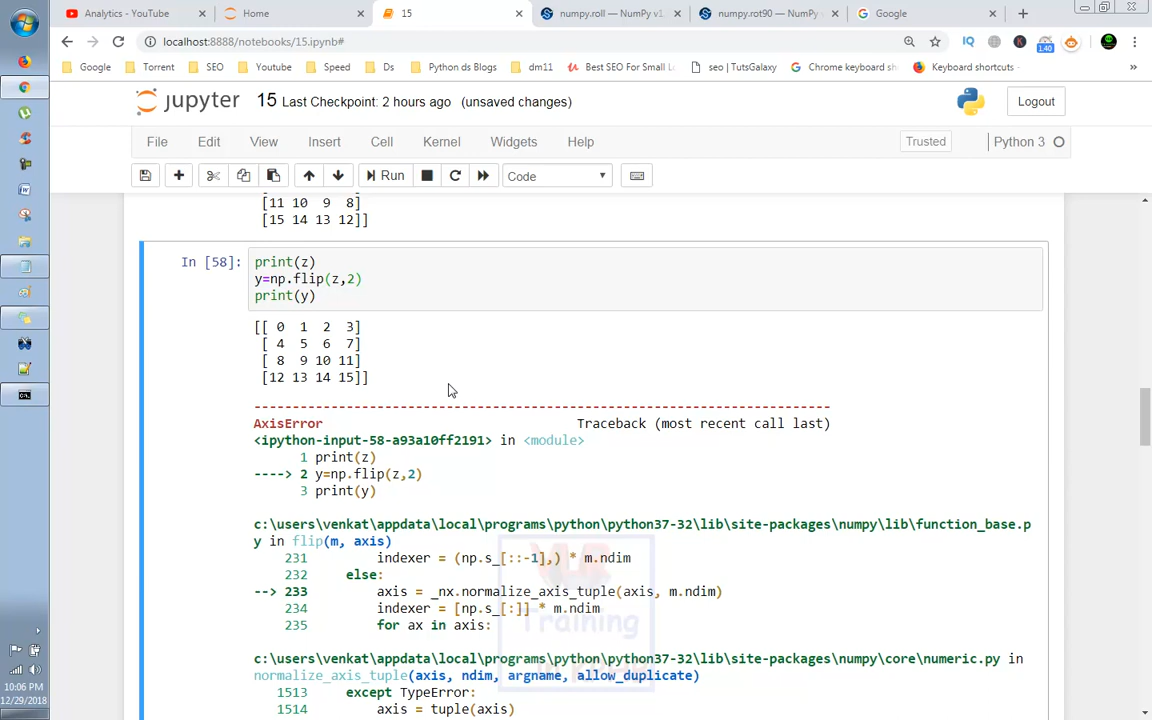 Analytics - YouTube
Home
15
numpy.roll — NumPy v1
numpy.rot90 — NumPy
Google
localhost:8888/notebooks/15.ipynb#
1.40
Google
Torrent
SEO
Youtube
Speed
Ds
Python ds Blogs
dm11
Best SEO For Small
seo | TutsGalaxy
Chrome keyboard
Keyboard shortcuts
jupyter
15 Last Checkpoint: 2 hours ago (unsaved changes)
Logout
File Edit View Insert Cell Kernel Widgets Help
Trusted
Python 3
Run
Code
[11 10 9 8]
[15 14 13 12]]
In [58]:
print(z)
y=np.flip(z,2)
print(y)
[[ 0 1 2 3]
[ 4 5 6 7]
[ 8 9 10 11]
[12 13 14 15]]
---------------------------------------------------------------------------
AxisError Traceback (most recent call last)
<ipython-input-58-a93a10ff2191> in <module>
1 print(z)
----> 2 y=np.flip(z,2)
3 print(y)
c:\users\venkat\appdata\local\programs\python\python37-32\lib\site-packages\numpy\lib\function_base.p
y in flip(m, axis)
231 indexer = (np.s_[::-1],) * m.ndim
232 else:
--> 233 axis = _nx.normalize_axis_tuple(axis, m.ndim)
234 indexer = [np.s_[:]] * m.ndim
235 for ax in axis:
c:\users\venkat\appdata\local\programs\python\python37-32\lib\site-packages\numpy\core\numeric.py in
normalize_axis_tuple(axis, ndim, argname, allow_duplicate)
1513 except TypeError:
1514 axis = tuple(axis)
Training
10:06 PM
12/29/2018